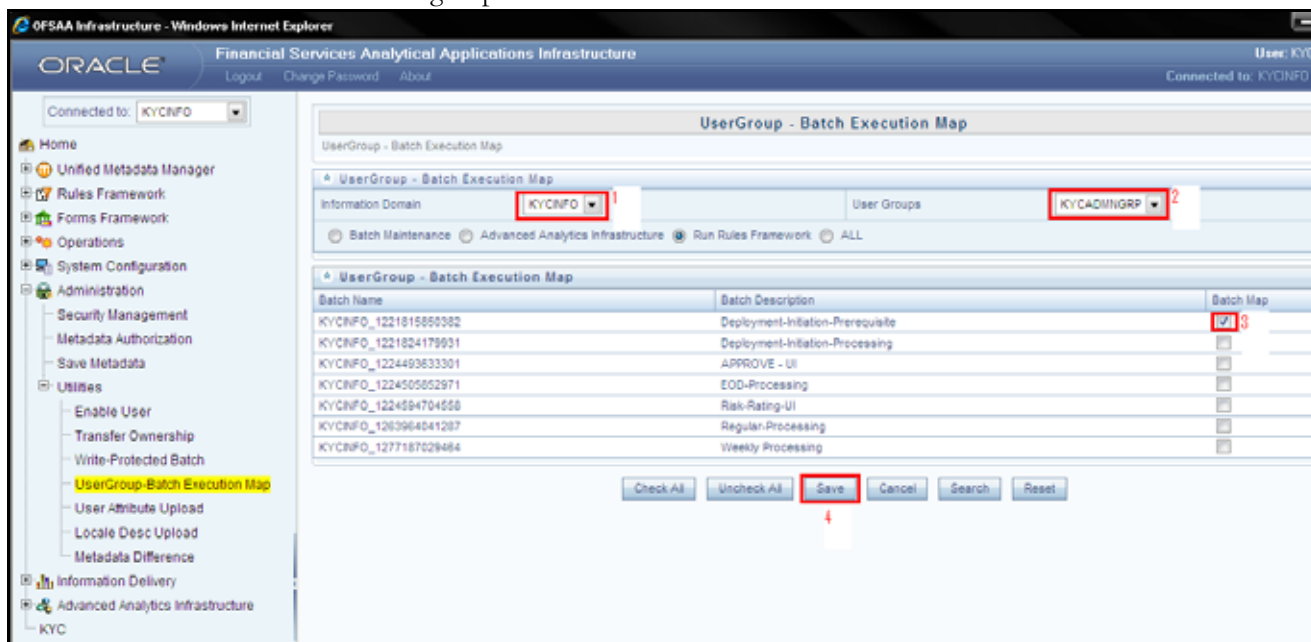 OFSAA Infrastructure - Windows Internet Explorer
ORACLE
Financial Services Analytical Applications Infrastructure
User: KYC
Logout Change Password About
Connected to: KYCINFO
Connected to: KYCINFO
UserGroup - Batch Execution Map
UserGroup - Batch Execution Map
Home
Unified Metadata Manager
Rules Framework
Forms Framework
Operations
System Configuration
Administration
Security Management
Metadata Authorization
Save Metadata
Utilities
Enable User
Transfer Ownership
Write-Protected Batch
UserGroup-Batch Execution Map
User Attribute Upload
Locale Desc Upload
Metadata Difference
Information Delivery
Advanced Analytics Infrastructure
KYC
UserGroup - Batch Execution Map
Information Domain KYCINFO 1 User Groups KYCADMNGRP 2
Batch Maintenance Advanced Analytics Infrastructure Run Rules Framework ALL
UserGroup - Batch Execution Map
Batch Name Batch Description Batch Map
KYCINFO_1221815850382 Deployment-Initiation-Prerequisite 3
KYCINFO_1221824179931 Deployment-Initiation-Processing
KYCINFO_1224493633301 APPROVE - UI
KYCINFO_1224505852971 EOD-Processing
KYCINFO_1224594704558 Risk-Rating-UI
KYCINFO_1263964041287 Regular-Processing
KYCINFO_1277187029464 Weekly Processing
Check All Uncheck All Save Cancel Search Reset
4